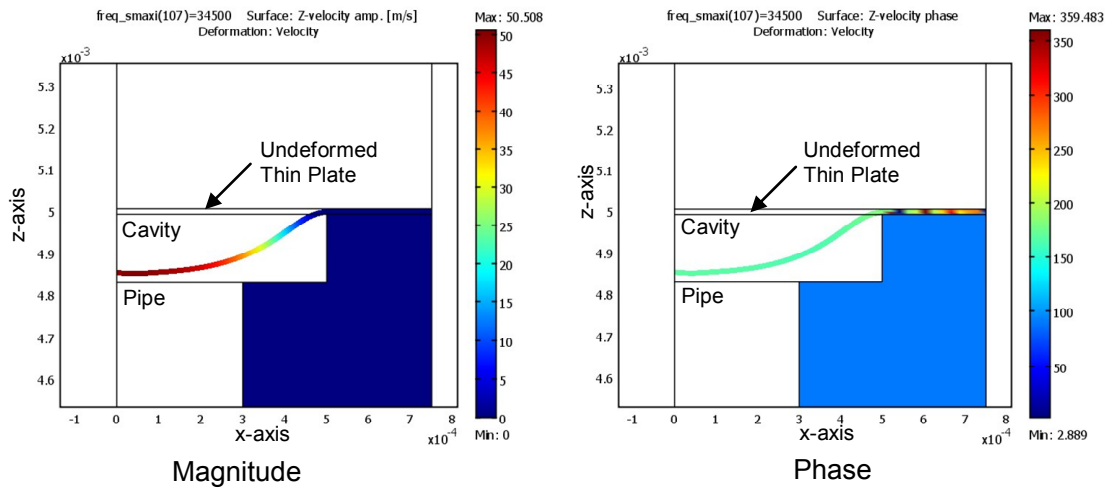 freq_smaxi(107)=34500 Surface: Z-velocity amp. [m/s]
Deformation: Velocity
Max: 50.508
x10⁻³
5.3
5.2
5.1
5
4.9
4.8
4.7
4.6
z-axis
Undeformed
Thin Plate
Cavity
Pipe
0 1 2 3 4 5 6 7 8
x10⁻⁴
x-axis
50
45
40
35
30
25
20
15
10
5
0
Min: 0
Magnitude
freq_smaxi(107)=34500 Surface: Z-velocity phase
Deformation: Velocity
Max: 359.483
x10⁻³
5.3
5.2
5.1
5
4.9
4.8
4.7
4.6
z-axis
Undeformed
Thin Plate
Cavity
Pipe
0 1 2 3 4 5 6 7 8
x10⁻⁴
x-axis
350
300
250
200
150
100
50
Min: 2.889
Phase